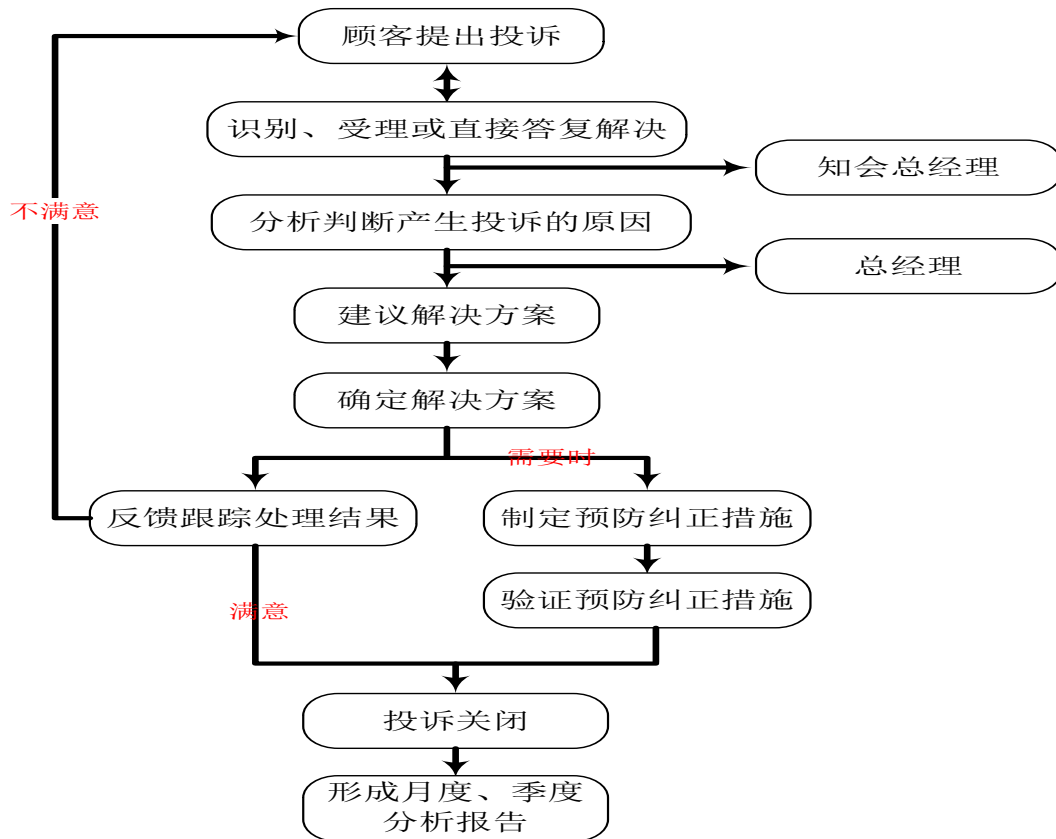 顾客提出投诉
识别、受理或直接答复解决
知会总经理
不满意
分析判断产生投诉的原因
总经理
建议解决方案
确定解决方案
需要时
反馈跟踪处理结果
制定预防纠正措施
满意
验证预防纠正措施
投诉关闭
形成月度、季度
分析报告